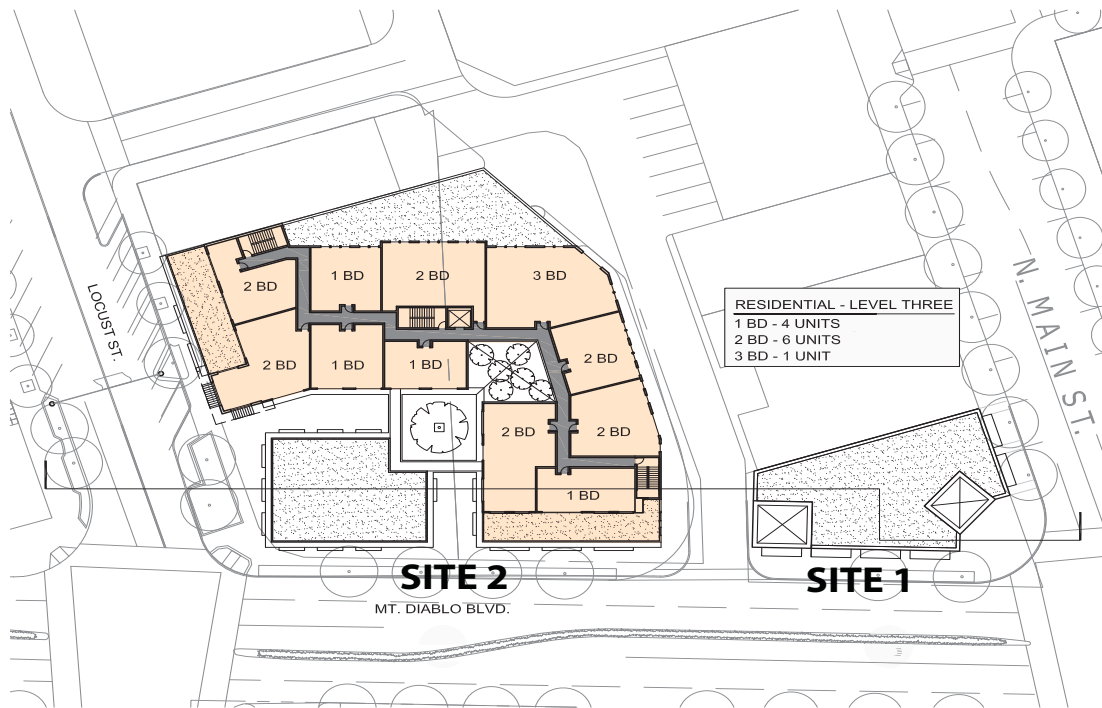 1 BD
2 BD
3 BD
2 BD
LOCUST ST.
N. MAIN ST.
RESIDENTIAL - LEVEL THREE
1 BD - 4 UNITS
2 BD - 6 UNITS
3 BD - 1 UNIT
2 BD
2 BD
1 BD
1 BD
2 BD
2 BD
1 BD
SITE 2
SITE 1
MT. DIABLO BLVD.